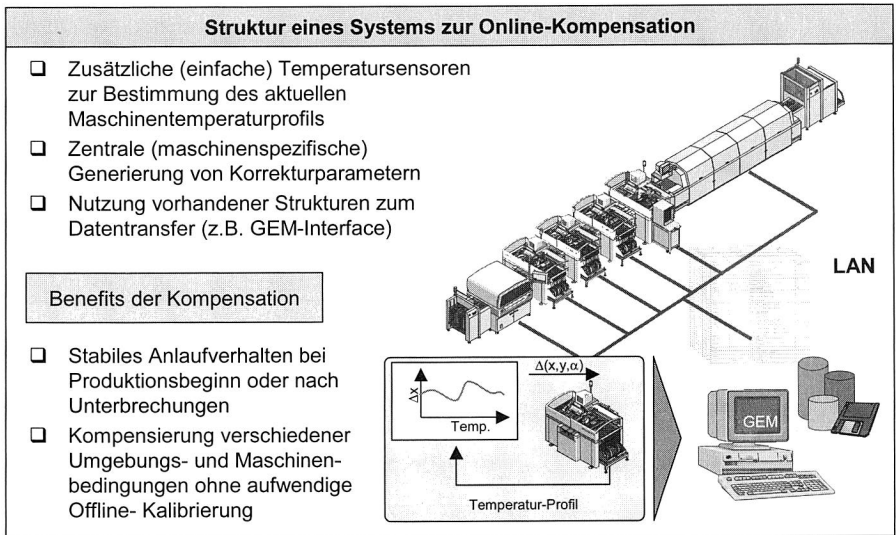 Struktur eines Systems zur Online-Kompensation
❑ Zusätzliche (einfache) Temperatursensoren
zur Bestimmung des aktuellen
Maschinentemperaturprofils
❑ Zentrale (maschinenspezifische)
Generierung von Korrekturparametern
❑ Nutzung vorhandener Strukturen zum
Datentransfer (z.B. GEM-Interface)
LAN
Benefits der Kompensation
❑ Stabiles Anlaufverhalten bei
Produktionsbeginn oder nach
Unterbrechungen
❑ Kompensierung verschiedener
Umgebungs- und Maschinen-
bedingungen ohne aufwendige
Offline- Kalibrierung
Δx
Temp.
Δ(x,y,α)
Temperatur-Profil
GEM